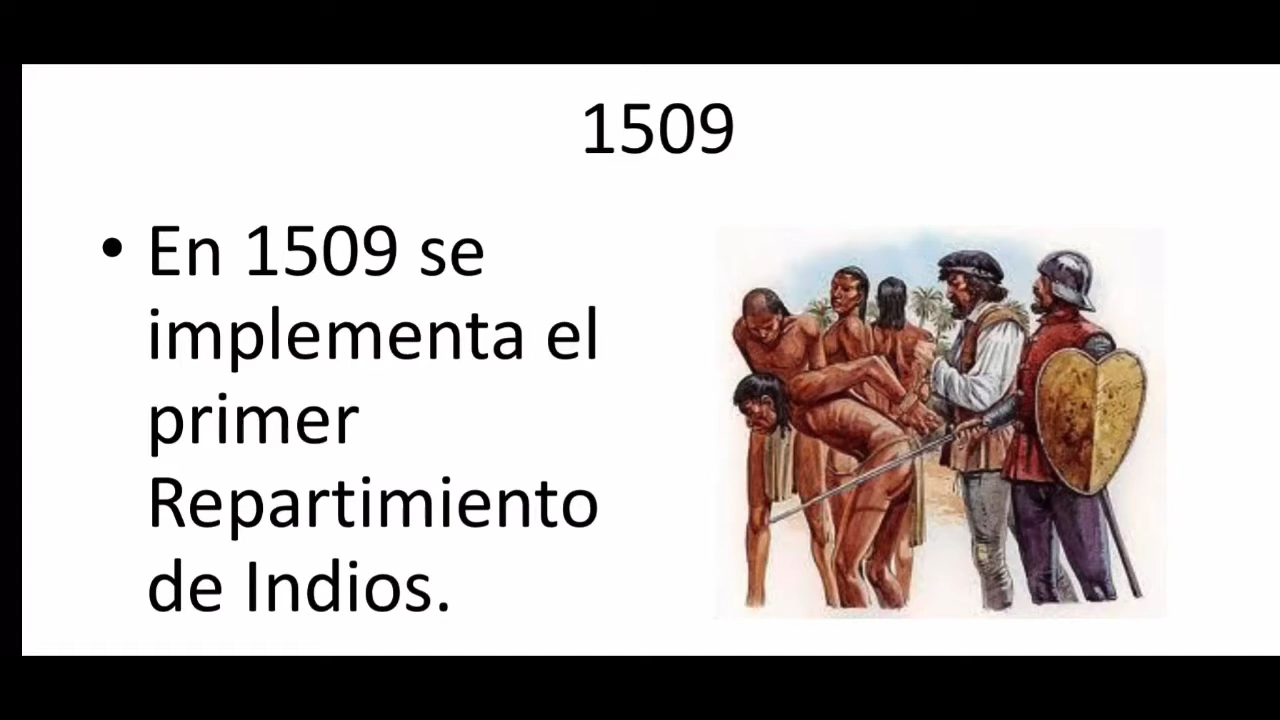 1509
• En 1509 se
implementa el
primer
Repartimiento
de Indios.